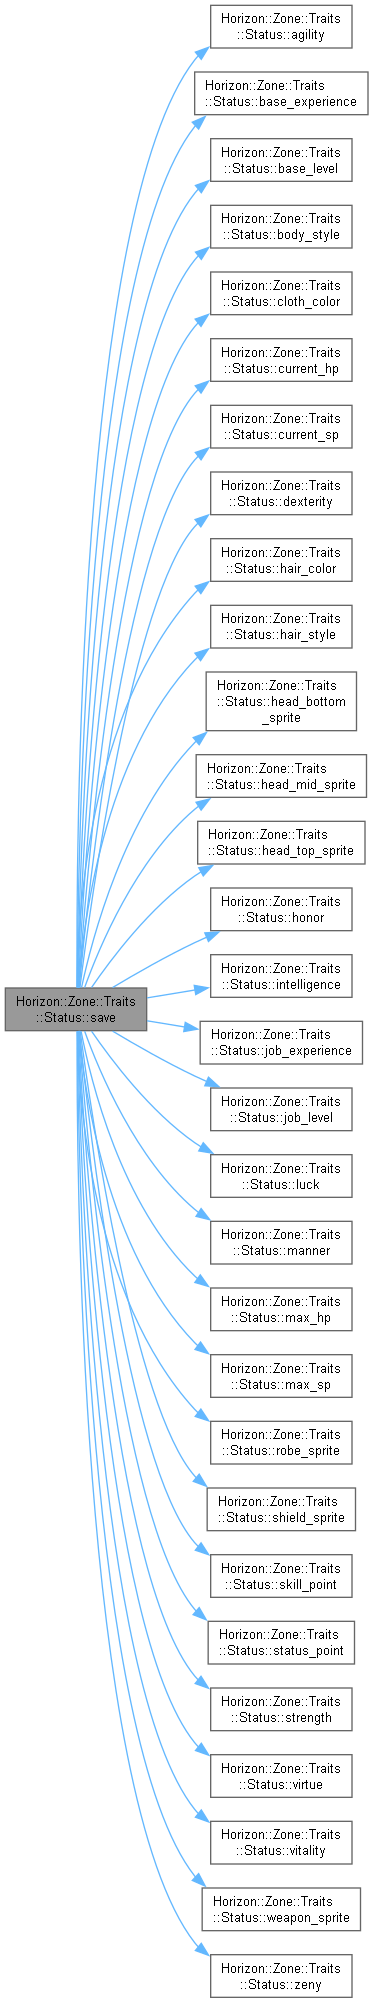 Horizon::Zone::Traits
::Status::agility
Horizon::Zone::Traits
::Status::base_experience
Horizon::Zone::Traits
::Status::base_level
Horizon::Zone::Traits
::Status::body_style
Horizon::Zone::Traits
::Status::cloth_color
Horizon::Zone::Traits
::Status::current_hp
Horizon::Zone::Traits
::Status::current_sp
Horizon::Zone::Traits
::Status::dexterity
Horizon::Zone::Traits
::Status::hair_color
Horizon::Zone::Traits
::Status::hair_style
Horizon::Zone::Traits
::Status::head_bottom
_sprite
Horizon::Zone::Traits
::Status::head_mid_sprite
Horizon::Zone::Traits
::Status::head_top_sprite
Horizon::Zone::Traits
::Status::honor
Horizon::Zone::Traits
::Status::intelligence
Horizon::Zone::Traits
::Status::save
Horizon::Zone::Traits
::Status::job_experience
Horizon::Zone::Traits
::Status::job_level
Horizon::Zone::Traits
::Status::luck
Horizon::Zone::Traits
::Status::manner
Horizon::Zone::Traits
::Status::max_hp
Horizon::Zone::Traits
::Status::max_sp
Horizon::Zone::Traits
::Status::robe_sprite
Horizon::Zone::Traits
::Status::shield_sprite
Horizon::Zone::Traits
::Status::skill_point
Horizon::Zone::Traits
::Status::status_point
Horizon::Zone::Traits
::Status::strength
Horizon::Zone::Traits
::Status::virtue
Horizon::Zone::Traits
::Status::vitality
Horizon::Zone::Traits
::Status::weapon_sprite
Horizon::Zone::Traits
::Status::zeny